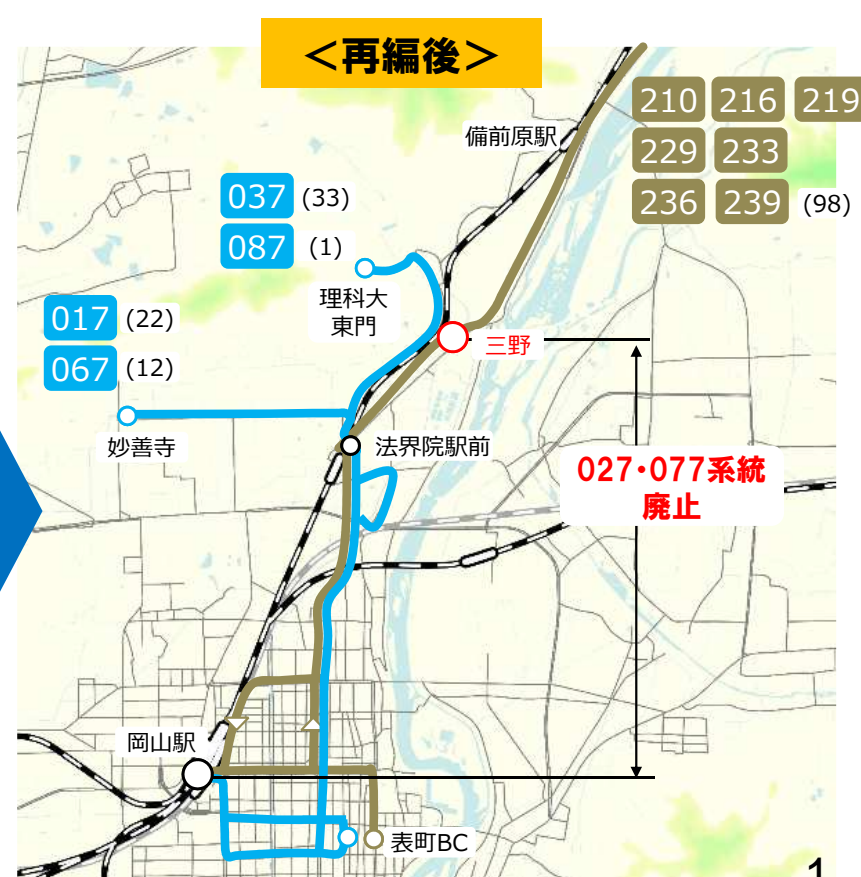 ＜再編後＞
210 216 219
229 233
236 239 (98)
備前原駅
037 (33)
087 (1)
理科大
東門
017 (22)
067 (12)
三野
妙善寺
法界院駅前
027・077系統
廃止
岡山駅
表町BC
1